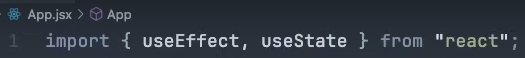 App.jsx > App
1 import { useEffect, useState } from "react";